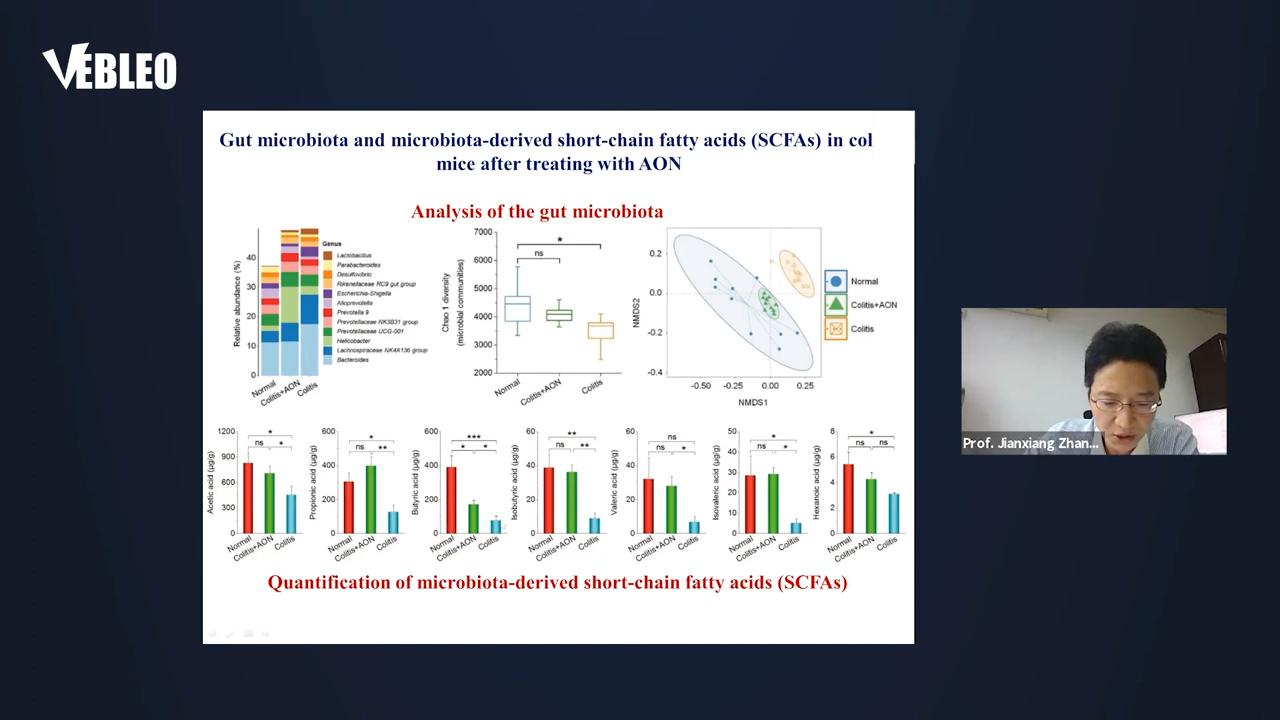 VEBLEO
Gut microbiota and microbiota-derived short-chain fatty acids (SCFAs) in col
mice after treating with AON
Analysis of the gut microbiota
Relative abundance (%)
40
30
20
10
0
Normal
Colitis+AON
Colitis
Genus
Lactobacillus
Parabacteroides
Desulfovibrio
Rikenellaceae RC9 gut group
Escherichia-Shigella
Alloprevotella
Prevotella 9
Prevotellaceae NK3B31 group
Prevotellaceae UCG-001
Helicobacter
Lachnospiraceae NK4A136 group
Bacteroides
Chao 1 diversity
(microbial communities)
7000
6000
5000
4000
3000
2000
*
ns
Normal
Colitis+AON
Colitis
NMDS2
0.2
0.0
-0.2
-0.4
-0.50
-0.25
0.00
0.25
NMDS1
Normal
Colitis+AON
Colitis
Acetic acid (µg/g)
1200
900
600
300
0
*
ns
*
Normal
Colitis+AON
Colitis
Propionic acid (µg/g)
600
400
200
0
*
ns
**
Normal
Colitis+AON
Colitis
Butyric acid (µg/g)
600
400
200
0
***
*
*
Normal
Colitis+AON
Colitis
Isobutyric acid (µg/g)
60
40
20
0
**
ns
**
Normal
Colitis+AON
Colitis
Valeric acid (µg/g)
60
40
20
0
ns
ns
*
Normal
Colitis+AON
Colitis
Isovaleric acid (µg/g)
50
40
30
20
10
0
*
ns
*
Normal
Colitis+AON
Colitis
Hexanoic acid (µg/g)
8
6
4
2
0
*
ns
ns
Normal
Colitis+AON
Colitis
Quantification of microbiota-derived short-chain fatty acids (SCFAs)
Prof. Jianxiang Zhan...